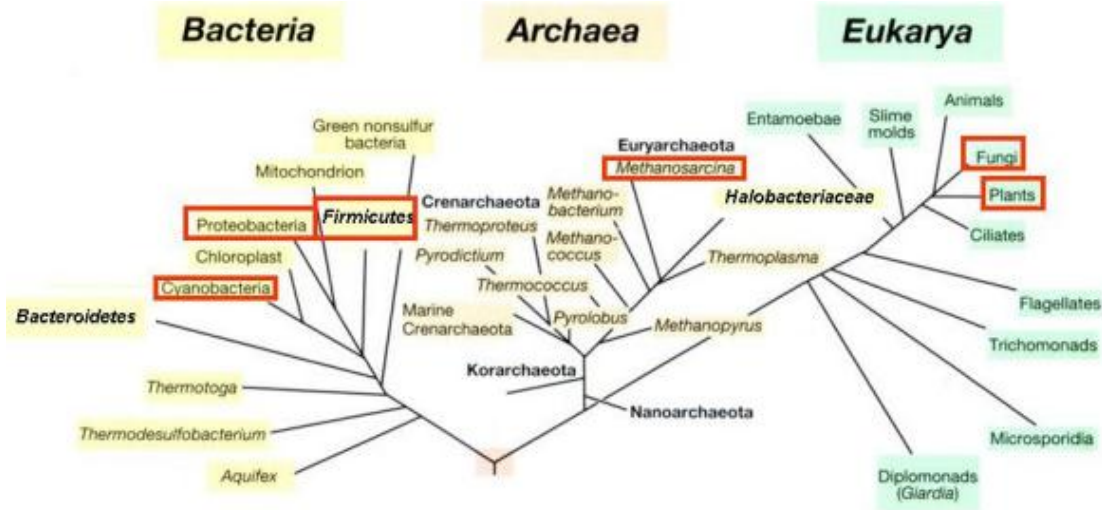 Bacteria
Archaea
Eukarya
Green nonsulfur
bacteria
Mitochondrion
Firmicutes
Proteobacteria
Chloroplast
Cyanobacteria
Bacteroidetes
Thermotoga
Thermodesulfobacterium
Aquifex
Euryarchaeota
Methanosarcina
Crenarchaeota
Methano-
bacterium
Halobacteriaceae
Thermoproteus
Methano-
coccus
Pyrodictium
Thermoplasma
Thermococcus
Marine
Crenarchaeota
Pyrolobus
Methanopyrus
Korarchaeota
Nanoarchaeota
Entamoebae
Slime
molds
Animals
Fungi
Plants
Ciliates
Flagellates
Trichomonads
Microsporidia
Diplomonads
(Giardia)